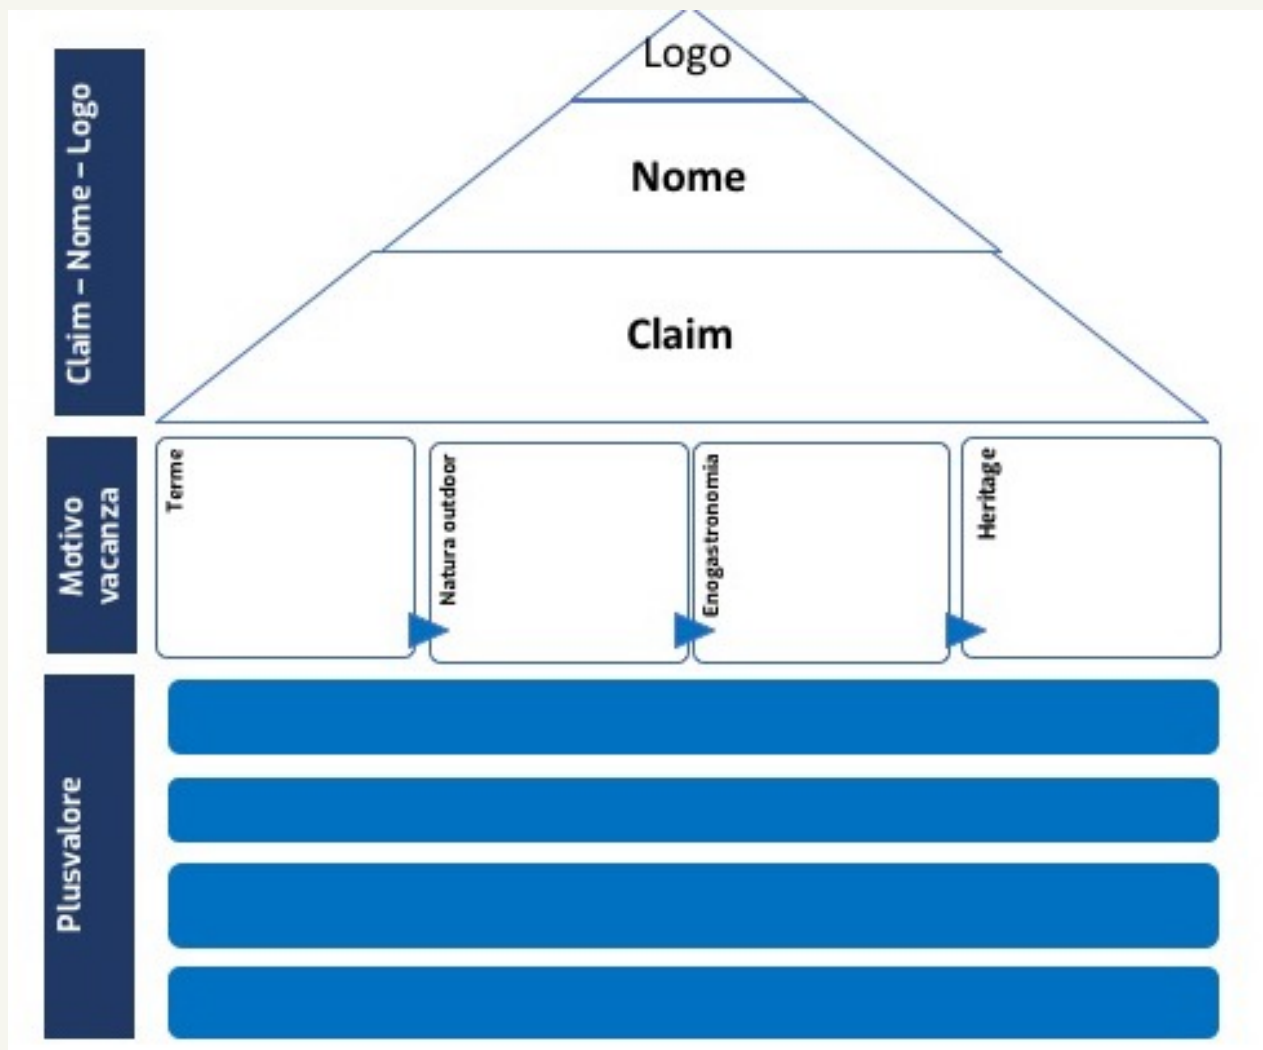 Claim – Nome – Logo
Logo
Nome
Claim
Motivo
vacanza
Terme
Natura outdoor
Enogastronomia
Heritage
Plusvalore